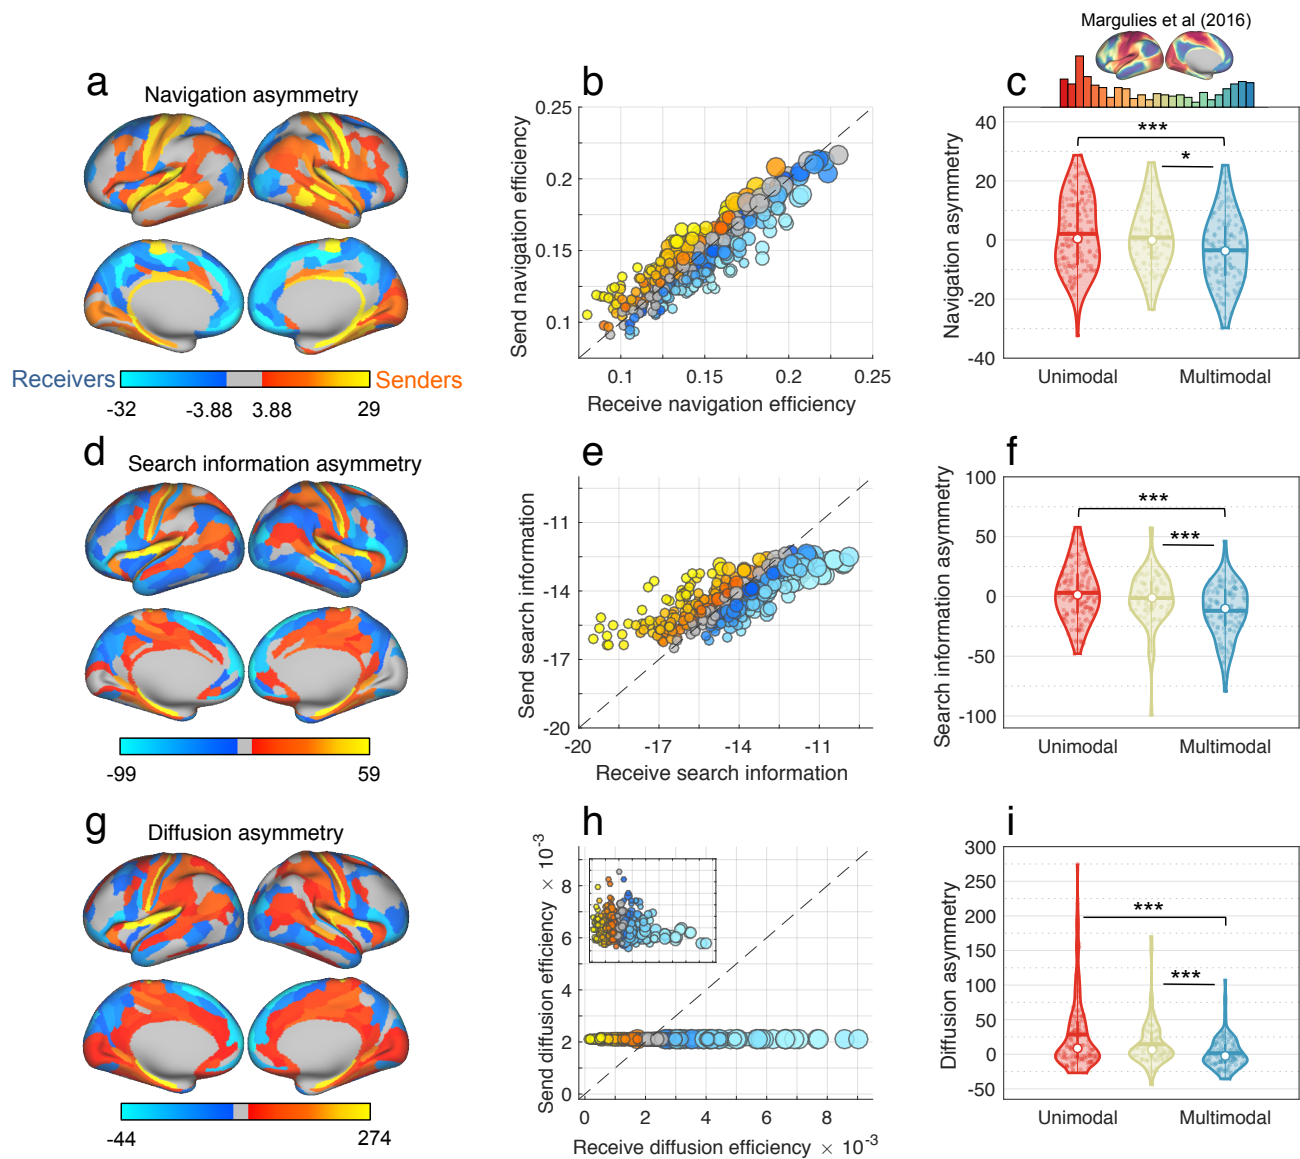 Margulies et al (2016)
a
Navigation asymmetry
Receivers
Senders
-32
-3.88
3.88
29
b
Send navigation efficiency
0.25
0.2
0.15
0.1
0.1
0.15
0.2
0.25
Receive navigation efficiency
c
Navigation asymmetry
40
20
0
-20
-40
***
*
Unimodal
Multimodal
d
Search information asymmetry
-99
59
e
Send search information
-11
-14
-17
-20
-20
-17
-14
-11
Receive search information
f
Search information asymmetry
100
50
0
-50
-100
***
***
Unimodal
Multimodal
g
Diffusion asymmetry
-44
274
h
Send diffusion efficiency × 10-3
8
6
4
2
0
0
2
4
6
8
Receive diffusion efficiency × 10-3
i
Diffusion asymmetry
300
250
200
150
100
50
0
-50
***
***
Unimodal
Multimodal